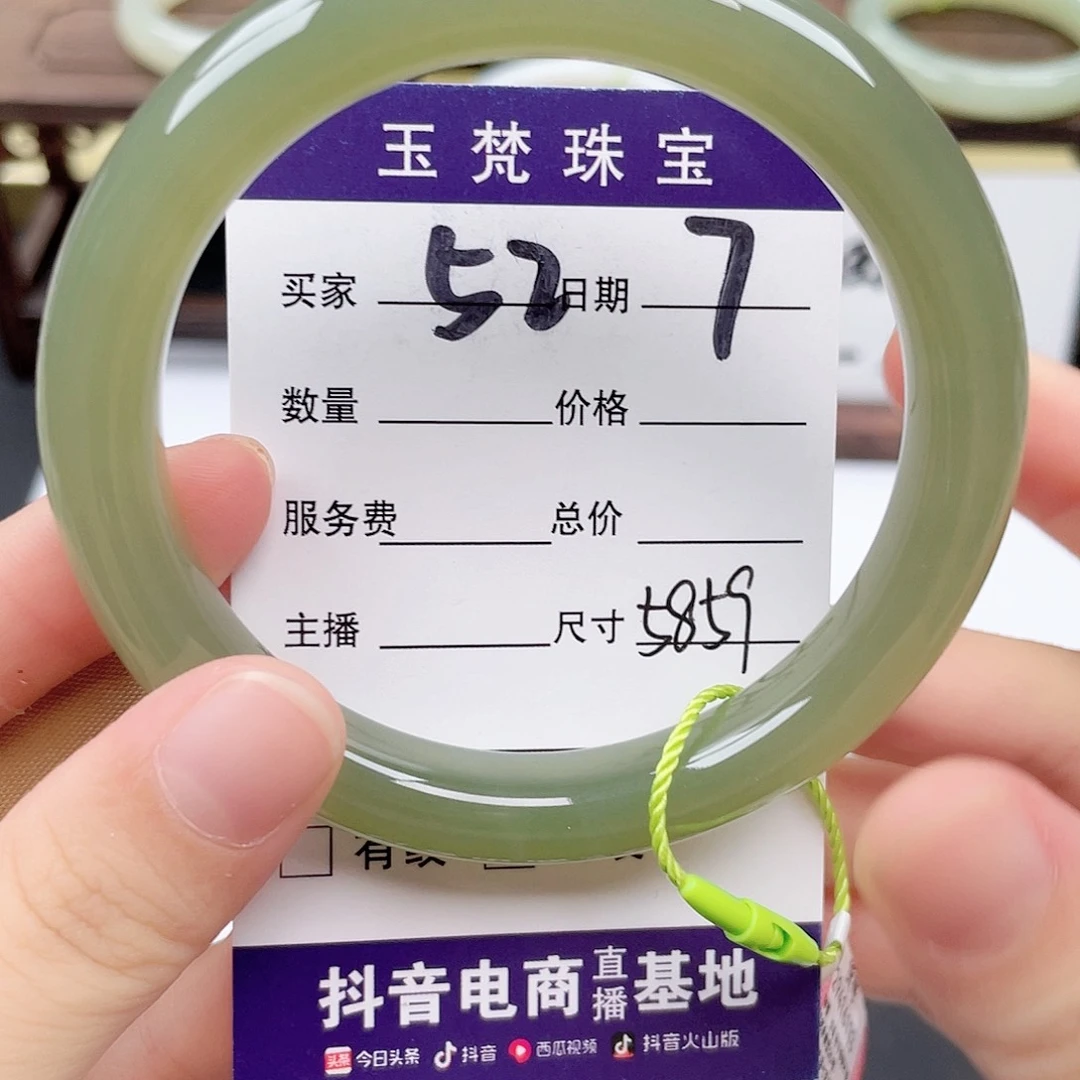 玉梵珠宝
买家 52 日期 7
数量 价格
服务费 总价
主播 尺寸 5859
抖音电商直播基地
头条 今日头条 抖音 西瓜视频 抖音火山版